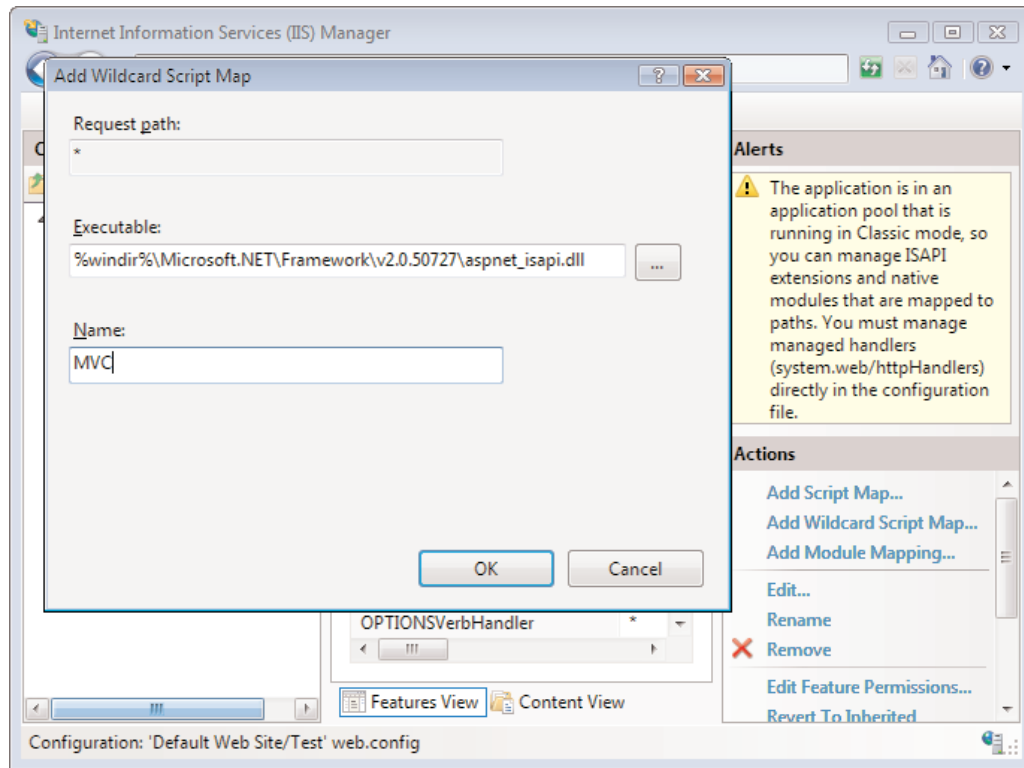 Internet Information Services (IIS) Manager
Add Wildcard Script Map
Request path:
*
Executable:
%windir%\Microsoft.NET\Framework\v2.0.50727\aspnet_isapi.dll
...
Name:
MVC
OK
Cancel
Alerts
The application is in an
application pool that is
running in Classic mode, so
you can manage ISAPI
extensions and native
modules that are mapped to
paths. You must manage
managed handlers
(system.web/httpHandlers)
directly in the configuration
file.
Actions
Add Script Map...
Add Wildcard Script Map...
Add Module Mapping...
Edit...
Rename
Remove
Edit Feature Permissions...
Revert To Inherited
OPTIONSVerbHandler *
Features View Content View
Configuration: 'Default Web Site/Test' web.config